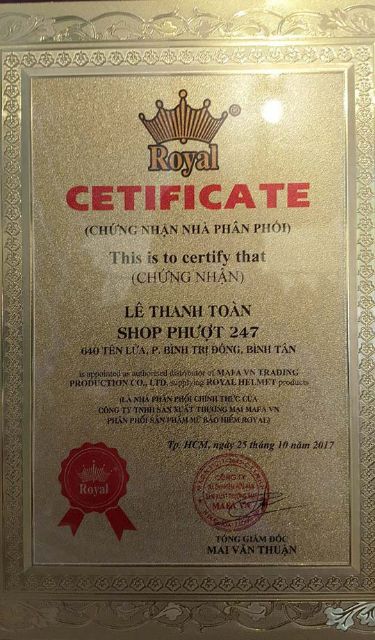 Royal
®
CETIFICATE
(CHỨNG NHẬN NHÀ PHÂN PHỐI)
This is to certify that
(CHỨNG NHẬN)
LÊ THANH TOÀN
SHOP PHƯỢT 247
640 TÊN LỬA, P. BÌNH TRỊ ĐÔNG, BÌNH TÂN
is appointed as authorised distributor of MAFA VN TRADING
PRODUCTION CO., LTD, supplying ROYAL HELMET products
(LÀ NHÀ PHÂN PHỐI CHÍNH THỨC CỦA
CÔNG TY TNHH SẢN XUẤT THƯƠNG MẠI MAFA VN
PHÂN PHỐI SẢN PHẨM MŨ BẢO HIỂM ROYAL)
Tp. HCM, ngày 25 tháng 10 năm 2017
Royal
CÔNG TY
MAFA VN
TỔNG GIÁM ĐỐC
MAI VĂN THUẬN